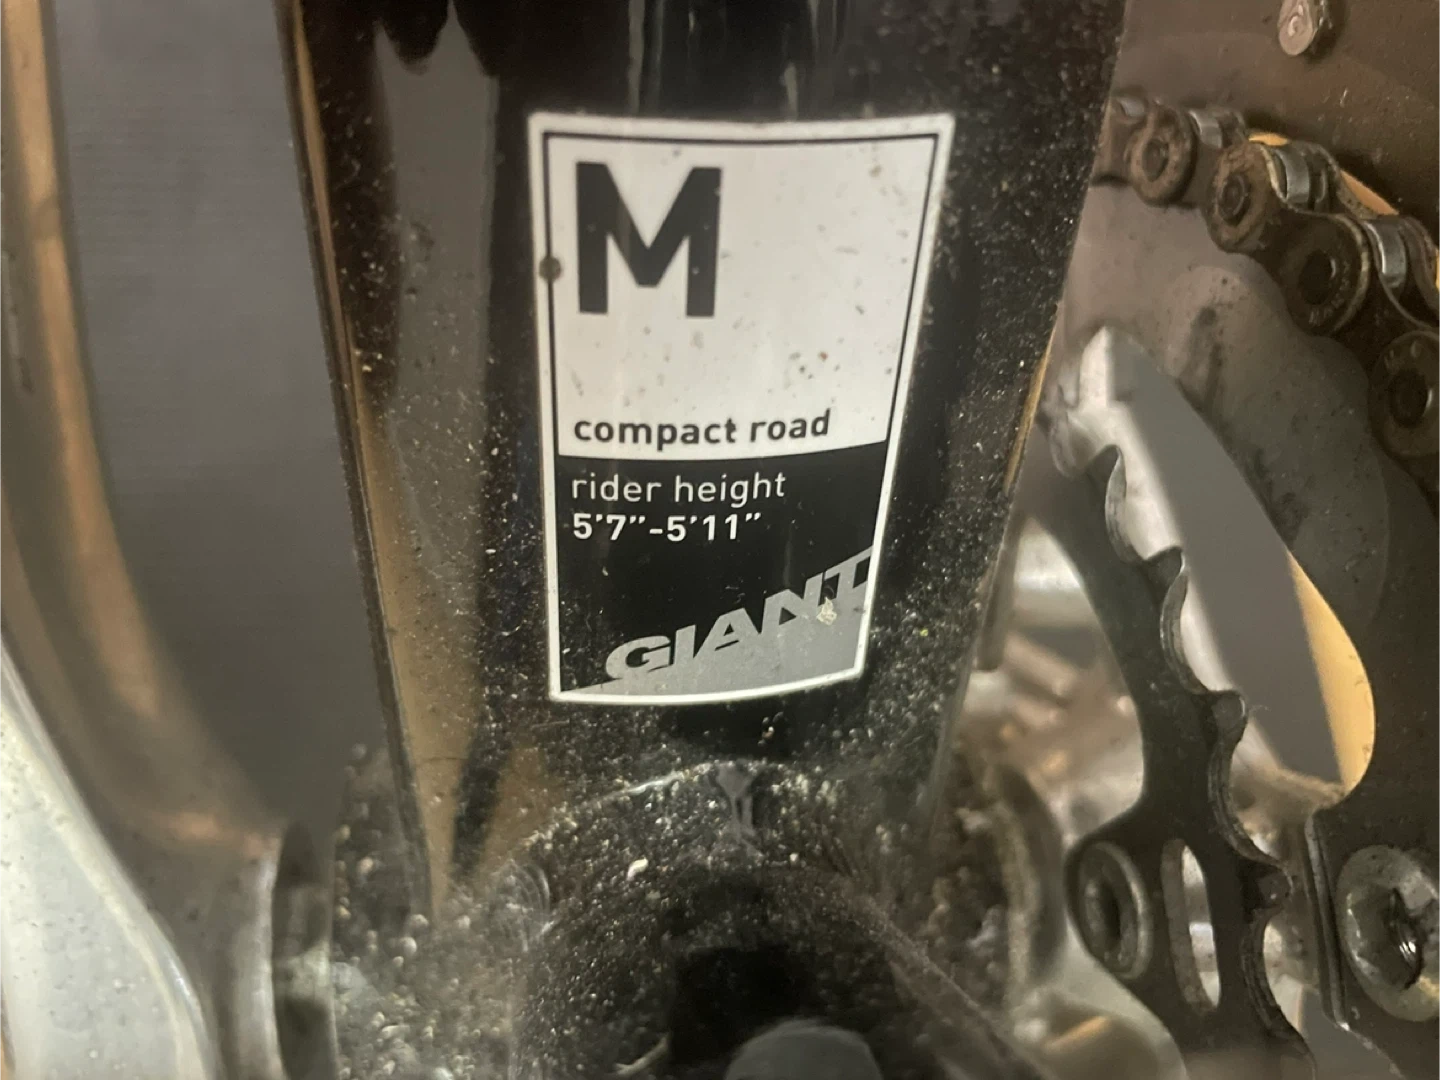 M
compact road
rider height
5'7"-5'11"
GIANT